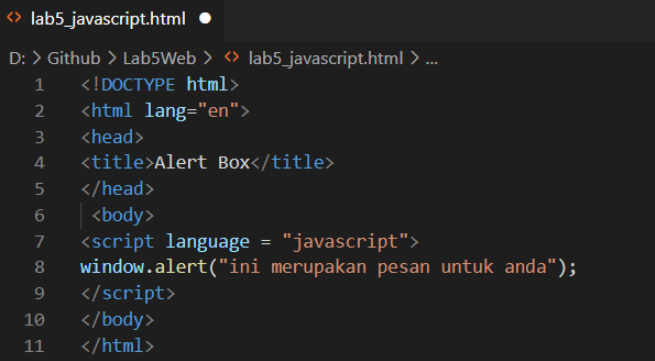 <> lab5_javascript.html ●
D: > Github > Lab5Web > <> lab5_javascript.html > ...
1 <!DOCTYPE html>
2 <html lang="en">
3 <head>
4 <title>Alert Box</title>
5 </head>
6 <body>
7 <script language = "javascript">
8 window.alert("ini merupakan pesan untuk anda");
9 </script>
10 </body>
11 </html>